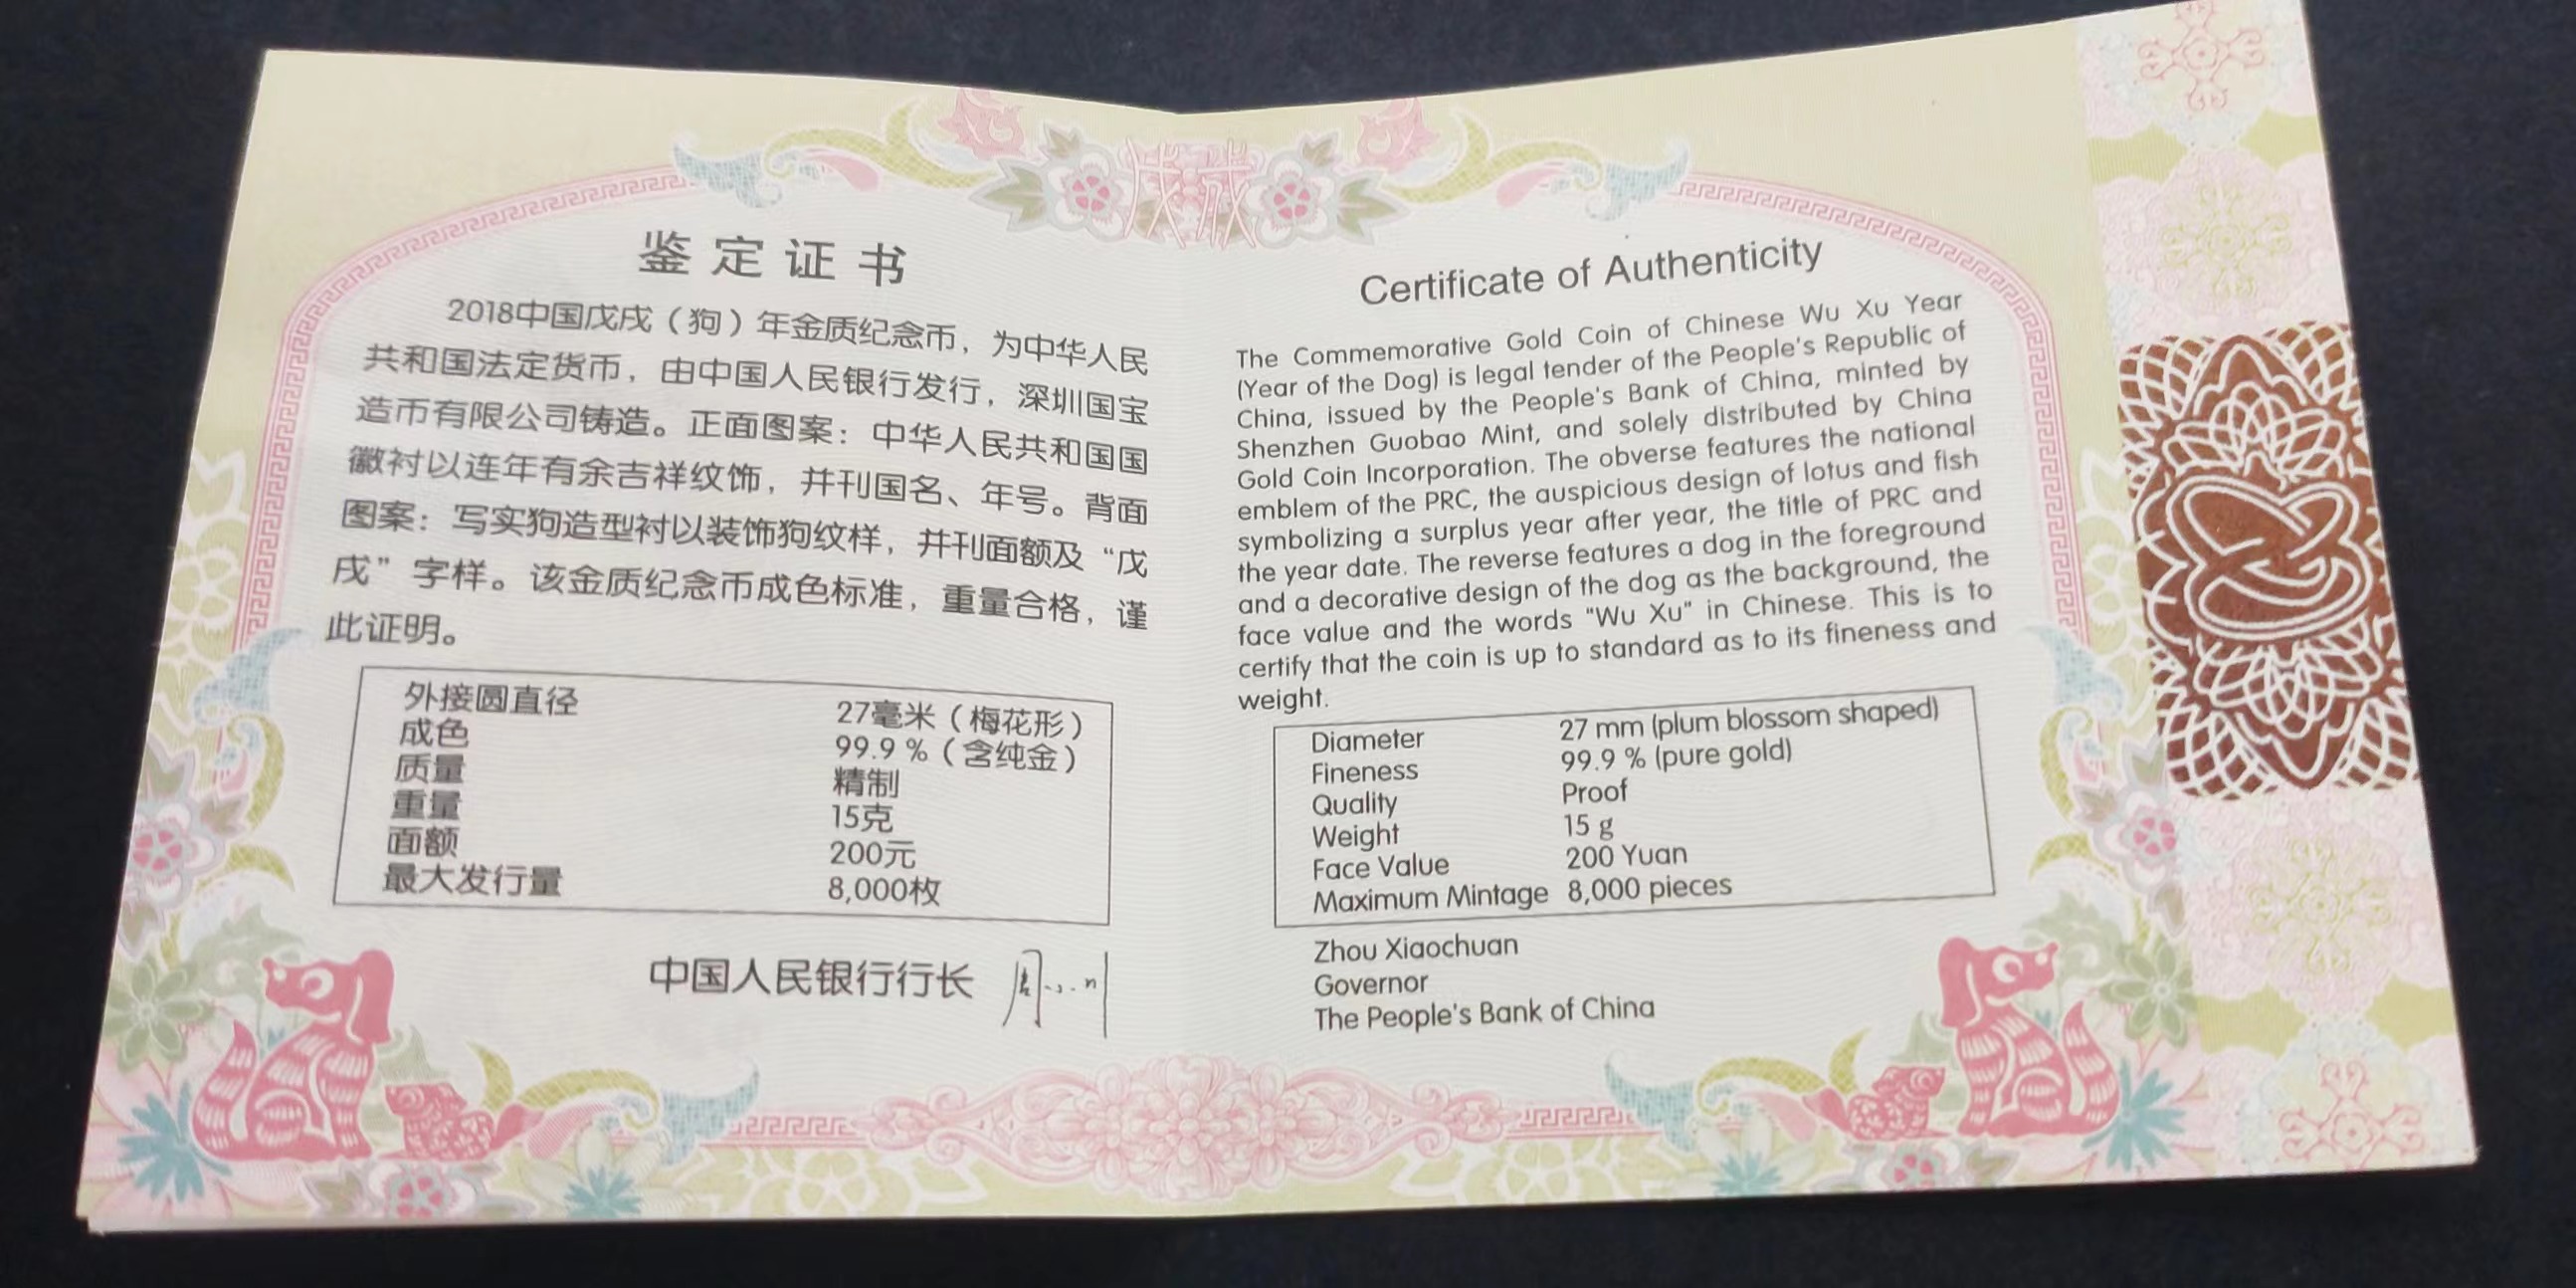 戊戌
鉴定证书
2018中国戊戌（狗）年金质纪念币，为中华人民
共和国法定货币，由中国人民银行发行，深圳国宝
造币有限公司铸造。正面图案：中华人民共和国国
徽衬以连年有余吉祥纹饰，并刊国名、年号。背面
图案：写实狗造型衬以装饰狗纹样，并刊面额及“戊
戌”字样。该金质纪念币成色标准，重量合格，谨
此证明。
外接圆直径 27毫米（梅花形）
成色 99.9 %（含纯金）
质量 精制
重量 15克
面额 200元
最大发行量 8,000枚
中国人民银行行长 周小川
Certificate of Authenticity
The Commemorative Gold Coin of Chinese Wu Xu Year
(Year of the Dog) is legal tender of the People's Republic of
China, issued by the People's Bank of China, minted by
Shenzhen Guobao Mint, and solely distributed by China
Gold Coin Incorporation. The obverse features the national
emblem of the PRC, the auspicious design of lotus and fish
symbolizing a surplus year after year, the title of PRC and
the year date. The reverse features a dog in the foreground
and a decorative design of the dog as the background, the
face value and the words "Wu Xu" in Chinese. This is to
certify that the coin is up to standard as to its fineness and
weight.
Diameter 27 mm (plum blossom shaped)
Fineness 99.9 % (pure gold)
Quality Proof
Weight 15 g
Face Value 200 Yuan
Maximum Mintage 8,000 pieces
Zhou Xiaochuan
Governor
The People's Bank of China